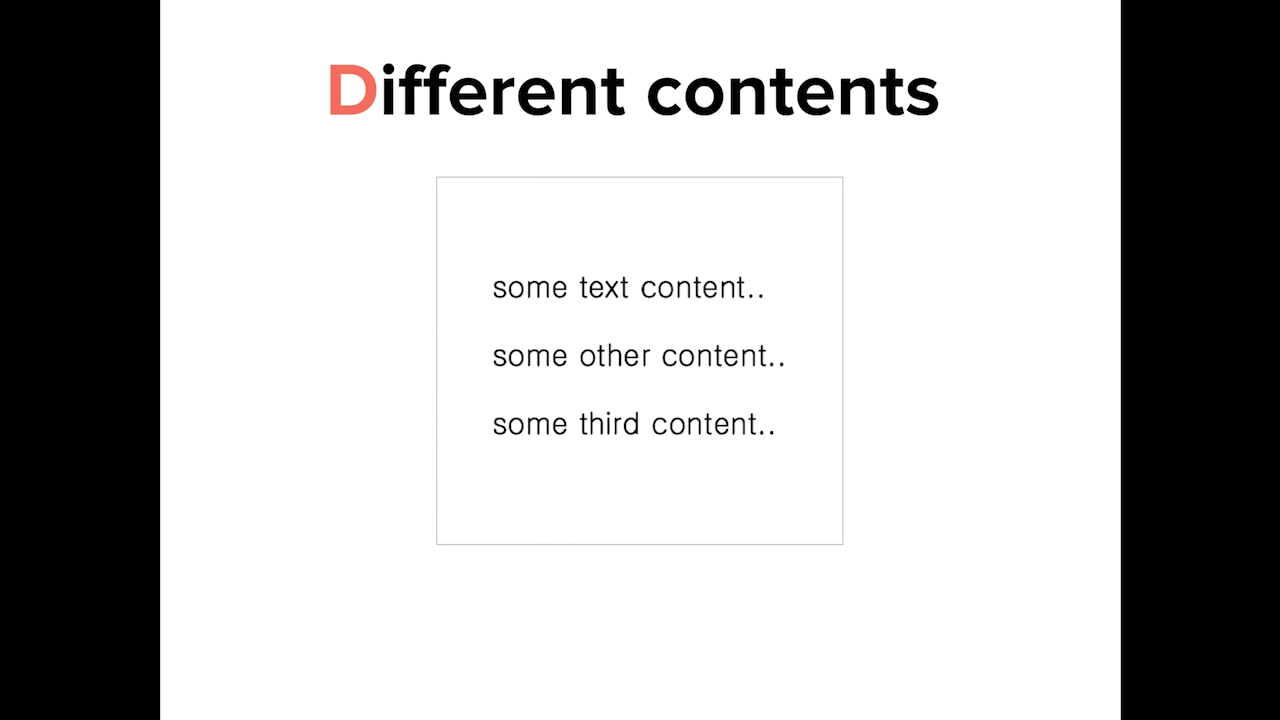 Different contents
some text content..
some other content..
some third content..